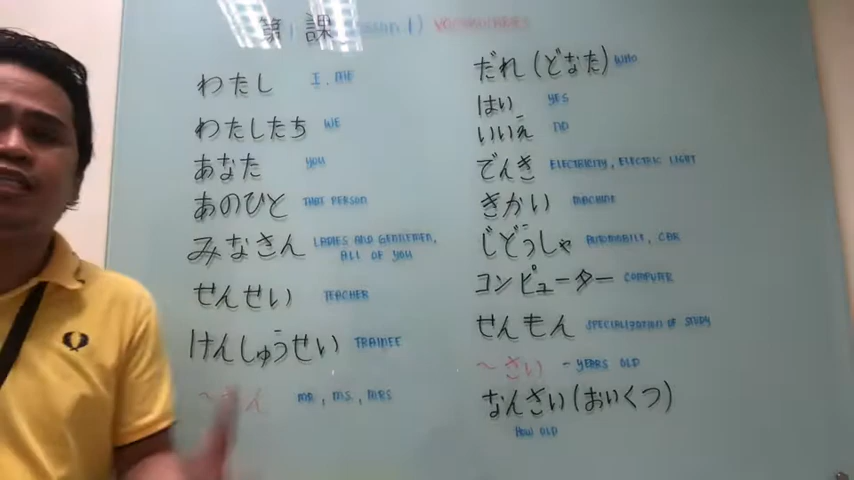 第1課 (Lesson 1) VOCABULARIES
わたし I, ME
わたしたち WE
あなた YOU
あのひと THAT PERSON
みなさん LADIES AND GENTLEMEN,
ALL OF YOU
せんせい TEACHER
けんしゅうせい TRAINEE
～さん MR, MS, MRS
だれ(どなた) WHO
はい YES
いいえ NO
でんき ELECTRICITY, ELECTRIC LIGHT
きかい MACHINE
じどうしゃ CAR
コンピューター COMPUTER
せんもん SPECIALIZATION OF STUDY
～さい - YEARS OLD
なんさい(おいくつ)
HOW OLD